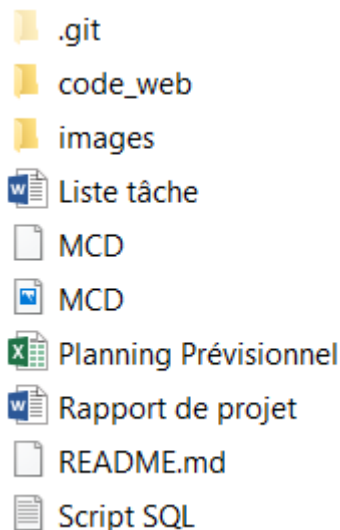 .git
code_web
images
Liste tâche
MCD
MCD
Planning Prévisionnel
Rapport de projet
README.md
Script SQL